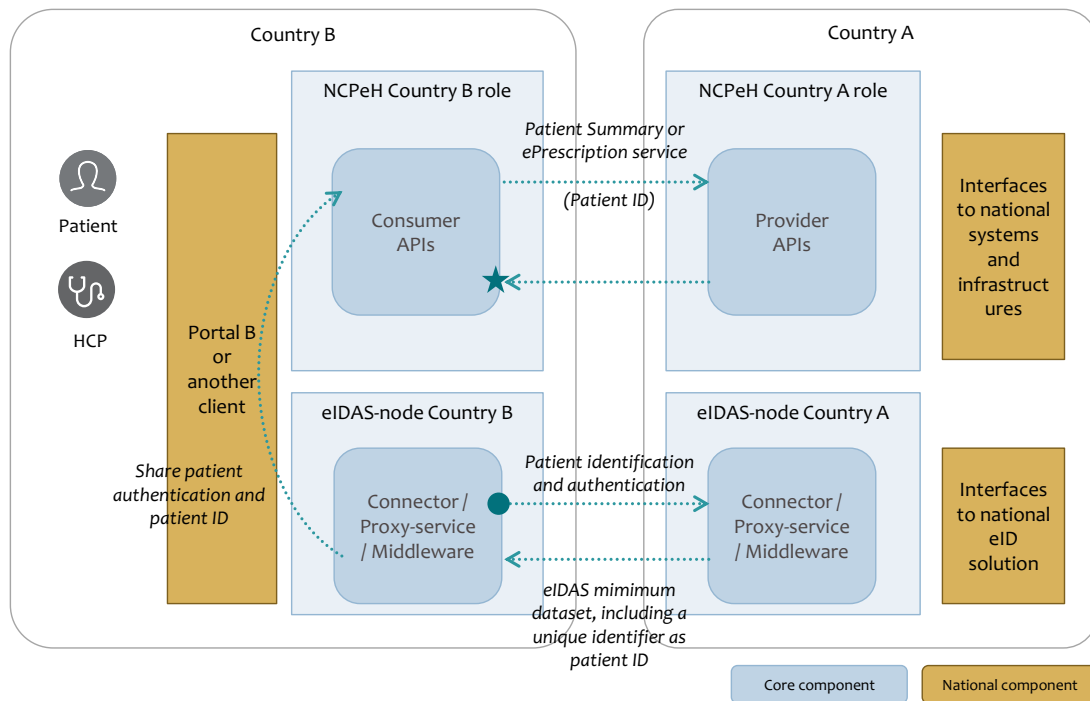 Country B
Country A
NCPeH Country B role
NCPeH Country A role
Patient Summary or
ePrescription service
(Patient ID)
Patient
HCP
Consumer
APIs
Provider
APIs
Interfaces
to national
systems
and
infrastruct
ures
Portal B
or
another
client
eIDAS-node Country B
eIDAS-node Country A
Share patient
authentication and
patient ID
Patient identification
and authentication
Connector /
Proxy-service
/ Middleware
Connector /
Proxy-service
/ Middleware
Interfaces
to national
eID
solution
eIDAS mimimum
dataset, including a
unique identifier as
patient ID
Core component
National component